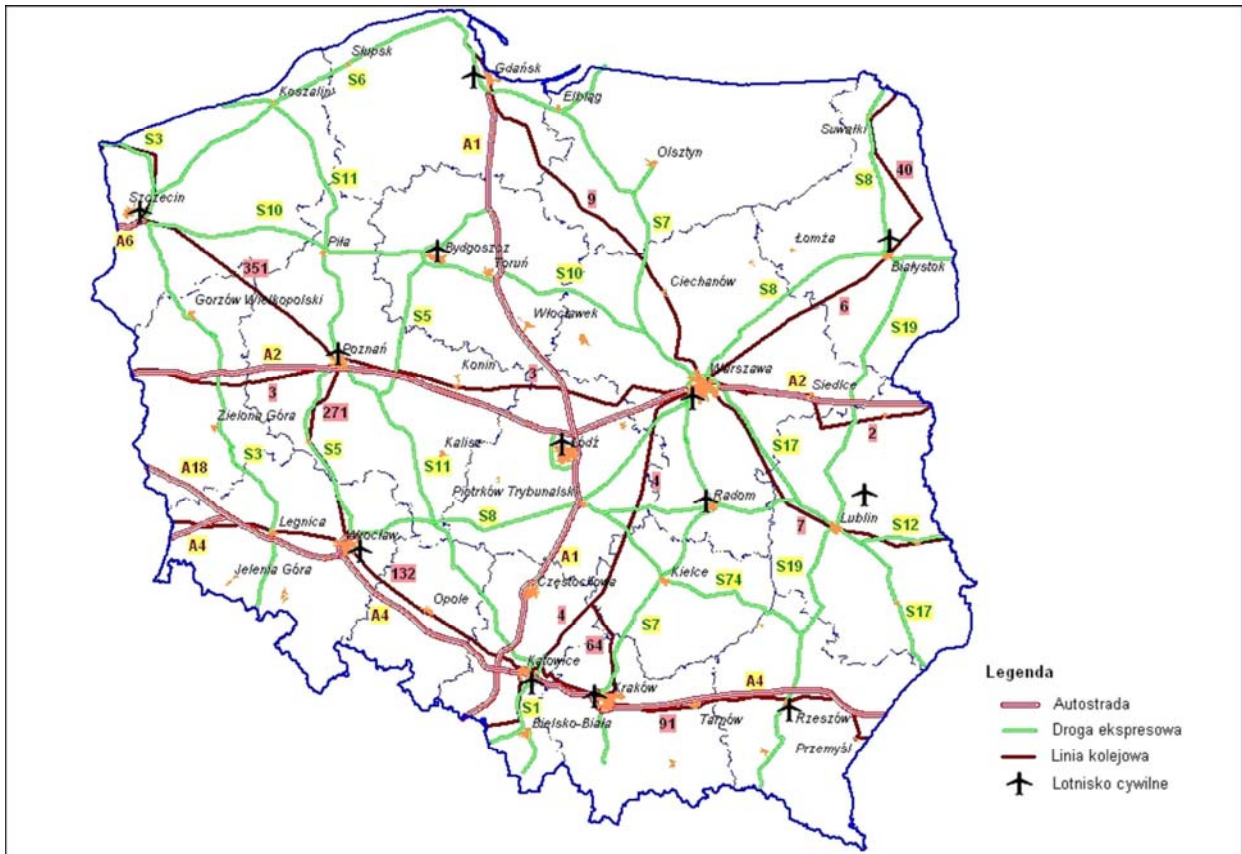 Słupsk
S6
Gdańsk
Koszalin
Elbląg
S3
A1
Suwałki
Olsztyn
40
S11
S8
Szczecin
9
S10
S7
A6
Piła
Bydgoszcz
Łomża
Toruń
Białystok
351
S10
Ciechanów
S8
Gorzów Wielkopolski
6
S5
Włocławek
S19
A2
Poznań
Konin
3
Warszawa
A2
Siedlce
3
271
Zielona Góra
2
S5
Kalisz
Łódź
S17
S3
S11
A18
Piotrków Trybunalski
4
Radom
Legnica
S8
7
Lublin
S12
A4
Wrocław
A1
Jelenia Góra
132
Częstochowa
Kielce
S74
S19
Opole
S17
A4
4
S7
64
Katowice
Kraków
A4
S1
Bielsko-Biała
91
Tarnów
Rzeszów
Przemyśl
Legenda
Autostrada
Droga ekspresowa
Linia kolejowa
Lotnisko cywilne